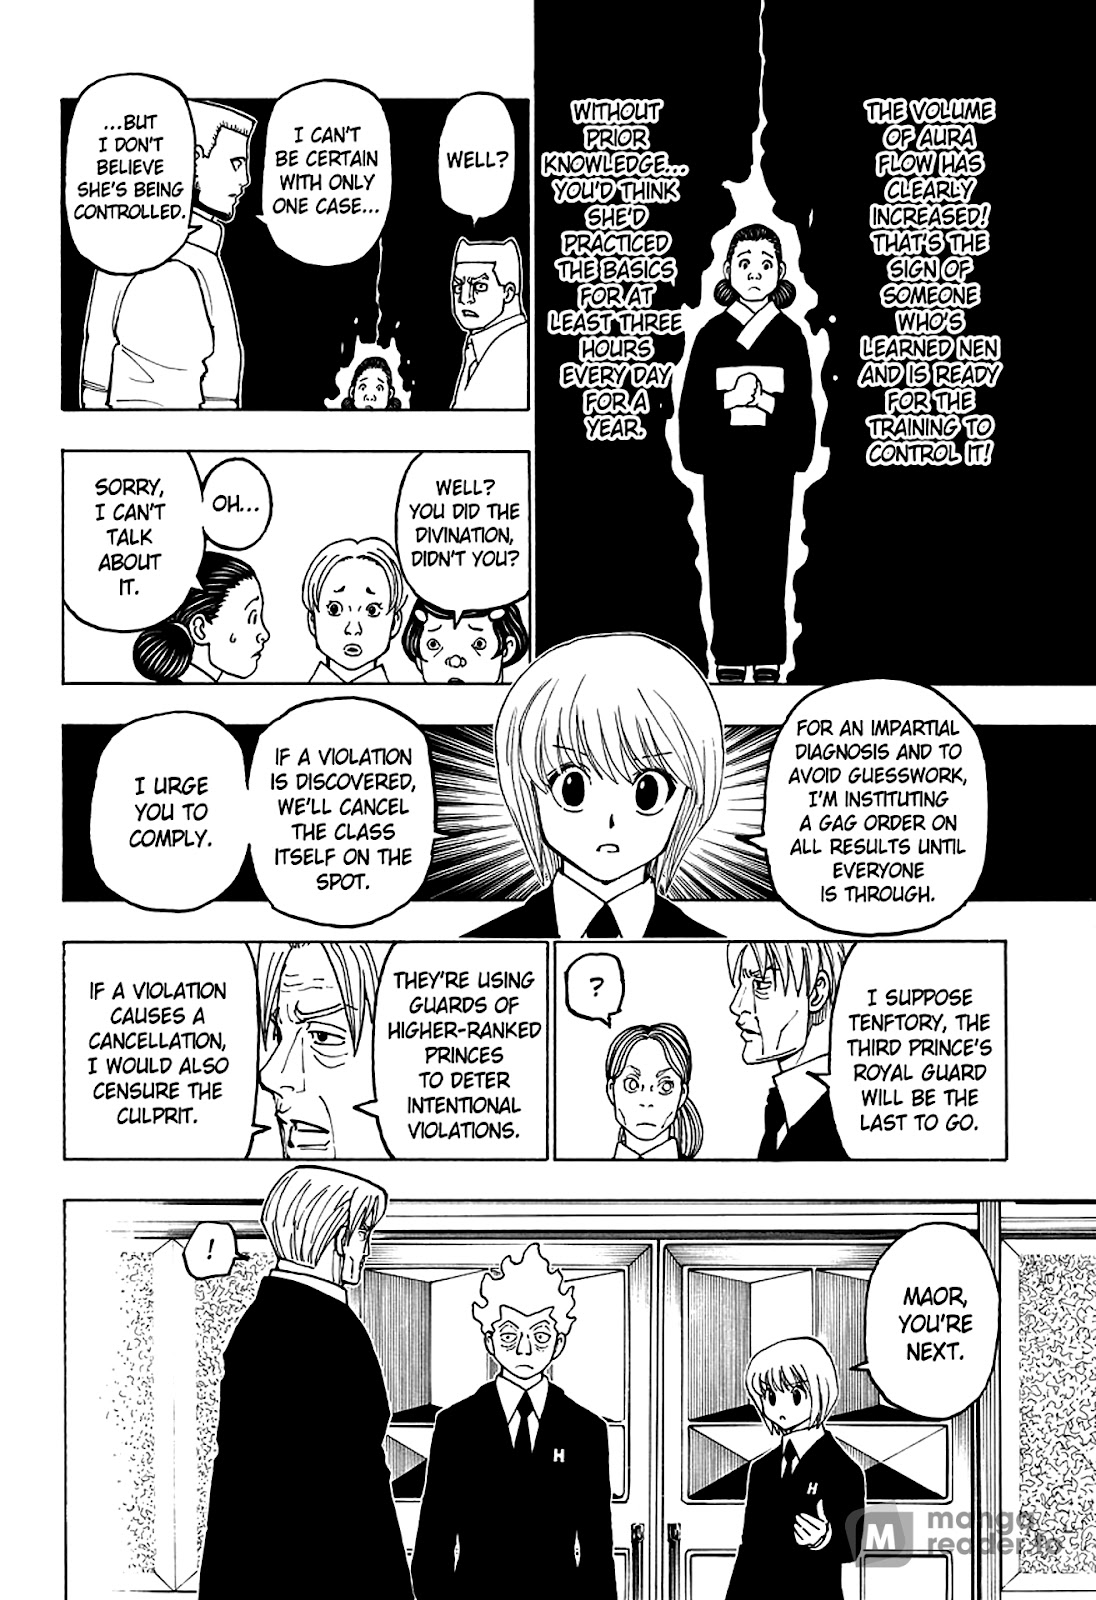 THE VOLUME
OF AURA
FLOW HAS
CLEARLY
INCREASED!
THAT'S THE
SIGN OF
SOMEONE
WHO'S
LEARNED NEN
AND IS READY
FOR THE
TRAINING TO
CONTROL IT!
WITHOUT
PRIOR
KNOWLEDGE...
YOU'D THINK
SHE'D
PRACTICED
THE BASICS
FOR AT
LEAST THREE
HOURS
EVERY DAY
FOR A
YEAR.
WELL?
I CAN'T
BE CERTAIN
WITH ONLY
ONE CASE...
...BUT
I DON'T
BELIEVE
SHE'S BEING
CONTROLLED.
WELL?
YOU DID THE
DIVINATION,
DIDN'T YOU?
OH...
SORRY,
I CAN'T
TALK
ABOUT
IT.
FOR AN IMPARTIAL
DIAGNOSIS AND TO
AVOID GUESSWORK,
I'M INSTITUTING
A GAG ORDER ON
ALL RESULTS UNTIL
EVERYONE
IS THROUGH.
IF A VIOLATION
IS DISCOVERED,
WE'LL CANCEL
THE CLASS
ITSELF ON THE
SPOT.
I URGE
YOU TO
COMPLY.
I SUPPOSE
TENFTORY, THE
THIRD PRINCE'S
ROYAL GUARD
WILL BE THE
LAST TO GO.
?
THEY'RE USING
GUARDS OF
HIGHER-RANKED
PRINCES
TO DETER
INTENTIONAL
VIOLATIONS.
IF A VIOLATION
CAUSES A
CANCELLATION,
I WOULD ALSO
CENSURE THE
CULPRIT.
MAOR,
YOU'RE
NEXT.
!
H
H
M
manga
reader.to